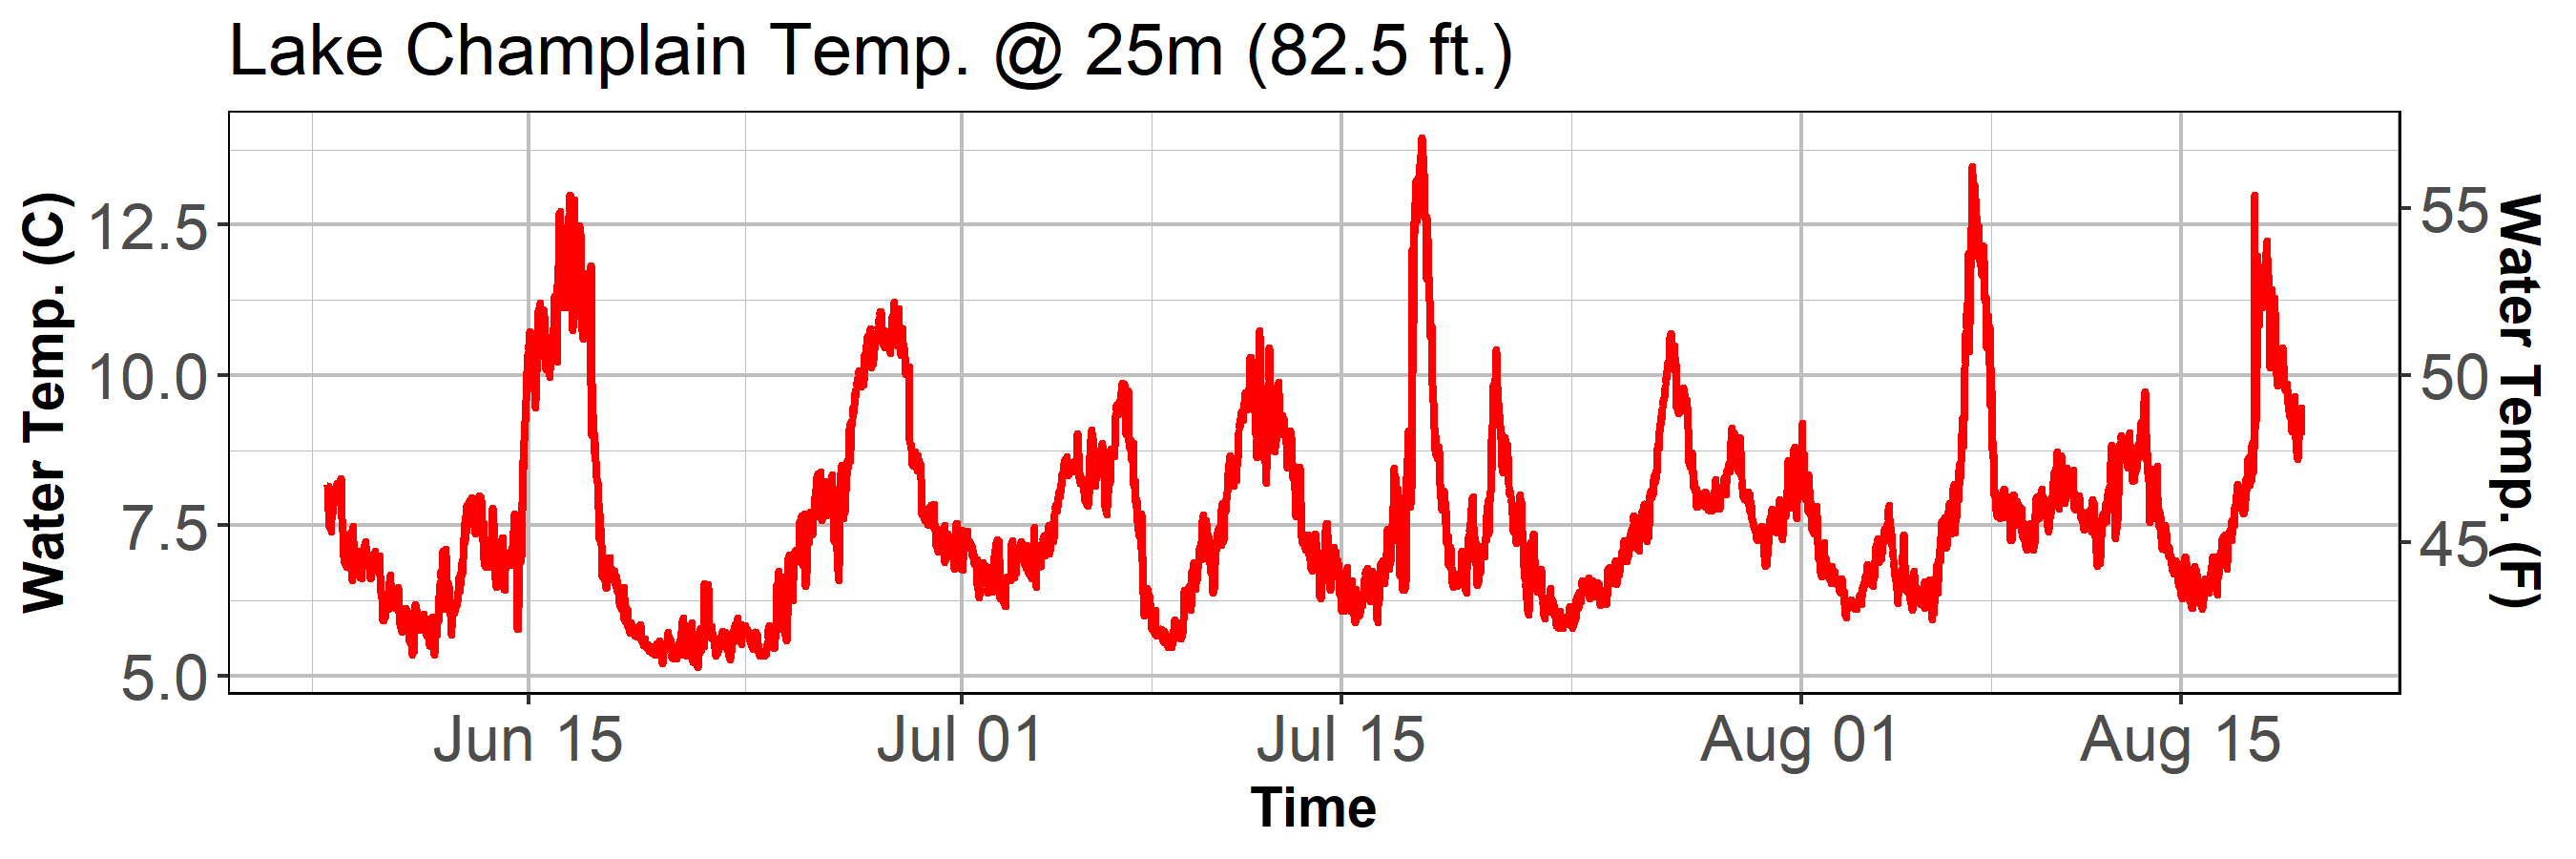 Lake Champlain Temp. @ 25m (82.5 ft.)
Water Temp. (C)
12.5
10.0
7.5
5.0
55
50
45
Water Temp. (F)
Jun 15
Jul 01
Jul 15
Aug 01
Aug 15
Time